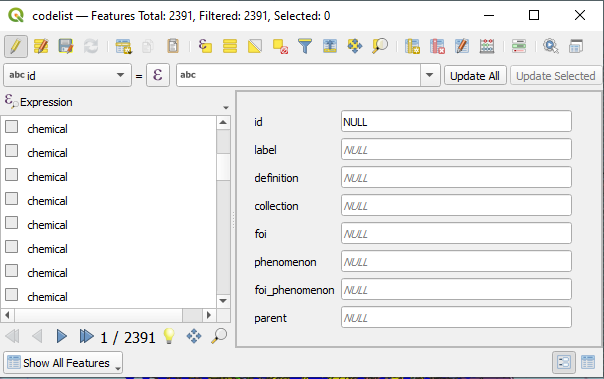 codelist — Features Total: 2391, Filtered: 2391, Selected: 0
abc id = ε abc Update All Update Selected
ε Expression
chemical
chemical
chemical
chemical
chemical
chemical
chemical
chemical
id NULL
label NULL
definition NULL
collection NULL
foi NULL
phenomenon NULL
foi_phenomenon NULL
parent NULL
1 / 2391
Show All Features